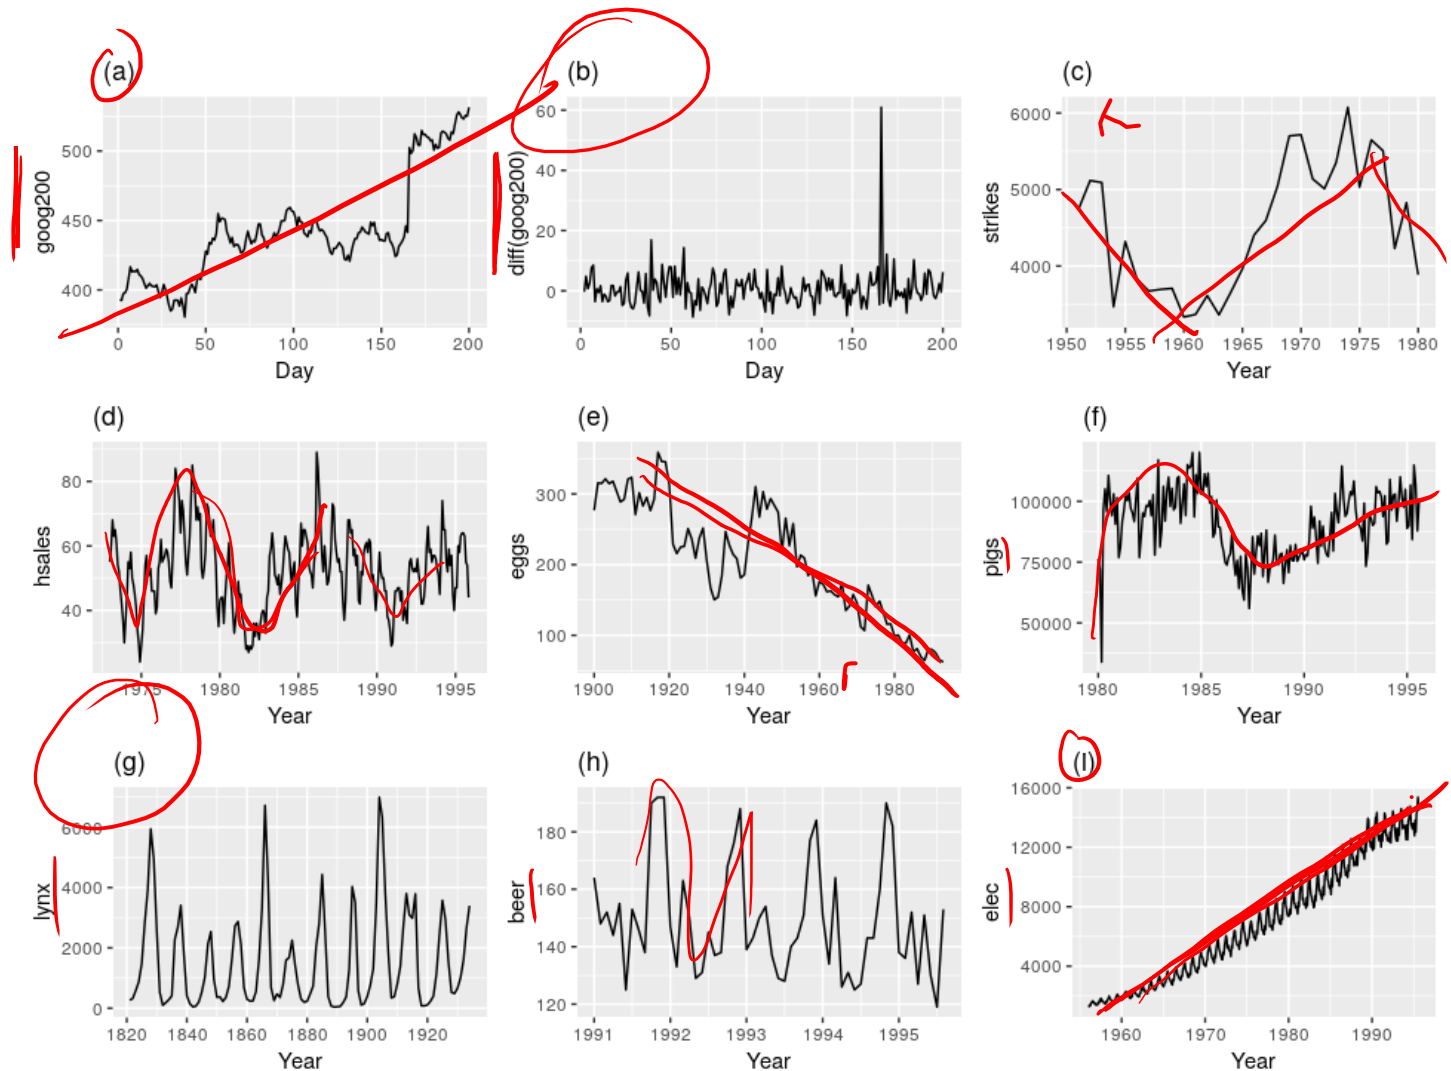 (a)
goog200
500
450
400
0 50 100 150 200
Day
(b)
diff(goog200)
60
40
20
0
0 50 100 150 200
Day
(c)
strikes
6000
5000
4000
1950 1955 1960 1965 1970 1975 1980
Year
(d)
hsales
80
60
40
1975 1980 1985 1990 1995
Year
(e)
eggs
300
200
100
1900 1920 1940 1960 1980
Year
(f)
pigs
100000
75000
50000
1980 1985 1990 1995
Year
(g)
lynx
6000
4000
2000
0
1820 1840 1860 1880 1900 1920
Year
(h)
beer
180
160
140
120
1991 1992 1993 1994 1995
Year
(i)
elec
16000
12000
8000
4000
1960 1970 1980 1990
Year